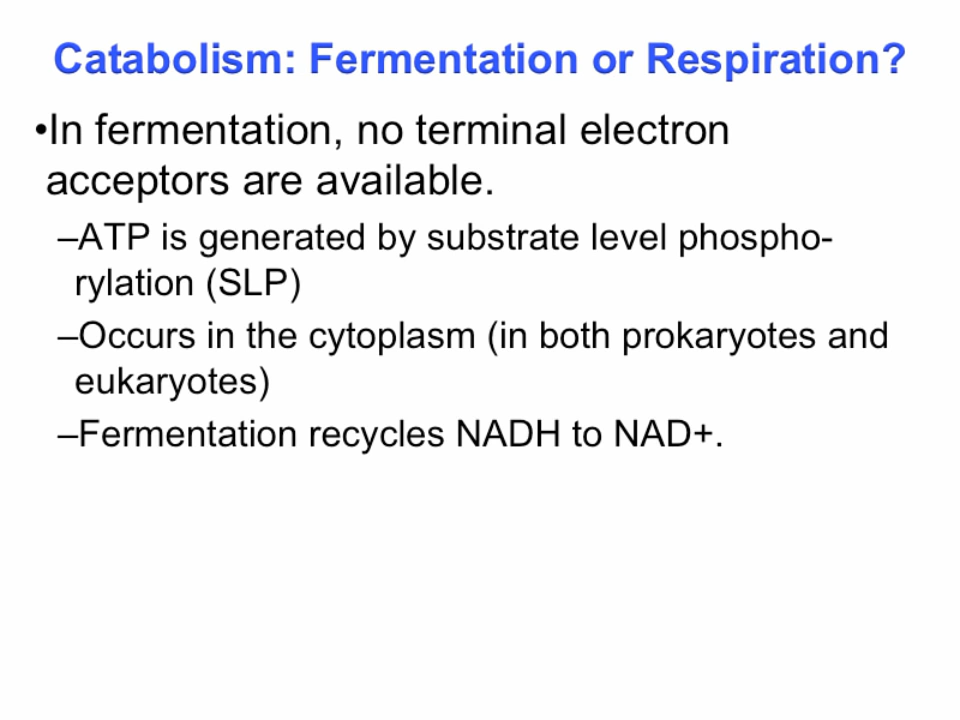 Catabolism: Fermentation or Respiration?
•In fermentation, no terminal electron
acceptors are available.
–ATP is generated by substrate level phospho-
rylation (SLP)
–Occurs in the cytoplasm (in both prokaryotes and
eukaryotes)
–Fermentation recycles NADH to NAD+.